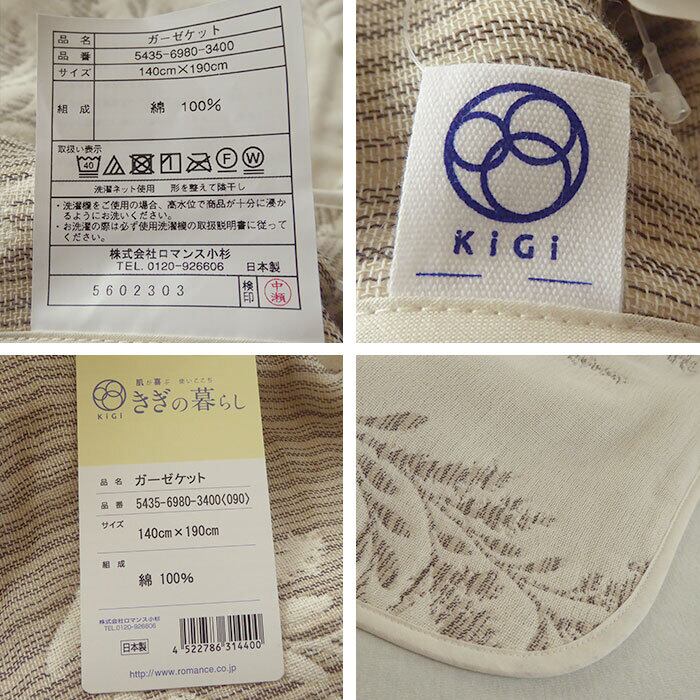 品名 ガーゼケット
品番 5435-6980-3400
サイズ 140cm×190cm
組成 綿 100%
取扱い表示
40 F W
洗濯ネット使用 形を整えて陰干し
・洗濯機をご使用の場合、高水位で商品が十分に浸か
るようにお洗いください。
・お洗濯の際は必ず使用洗濯機の取扱説明書に従って
ください。
株式会社ロマンス小杉
TEL. 0120-926606 日本製
5602303 検印 中瀬
KiGi
肌が喜ぶ 使いごこち
きぎの暮らし
KiGi
品名 ガーゼケット
品番 5435-6980-3400〈090〉
サイズ
140cm×190cm
組成
綿 100%
株式会社ロマンス小杉
TEL.0120-926606
日本製
4 522786 314400
http://www.romance.co.jp